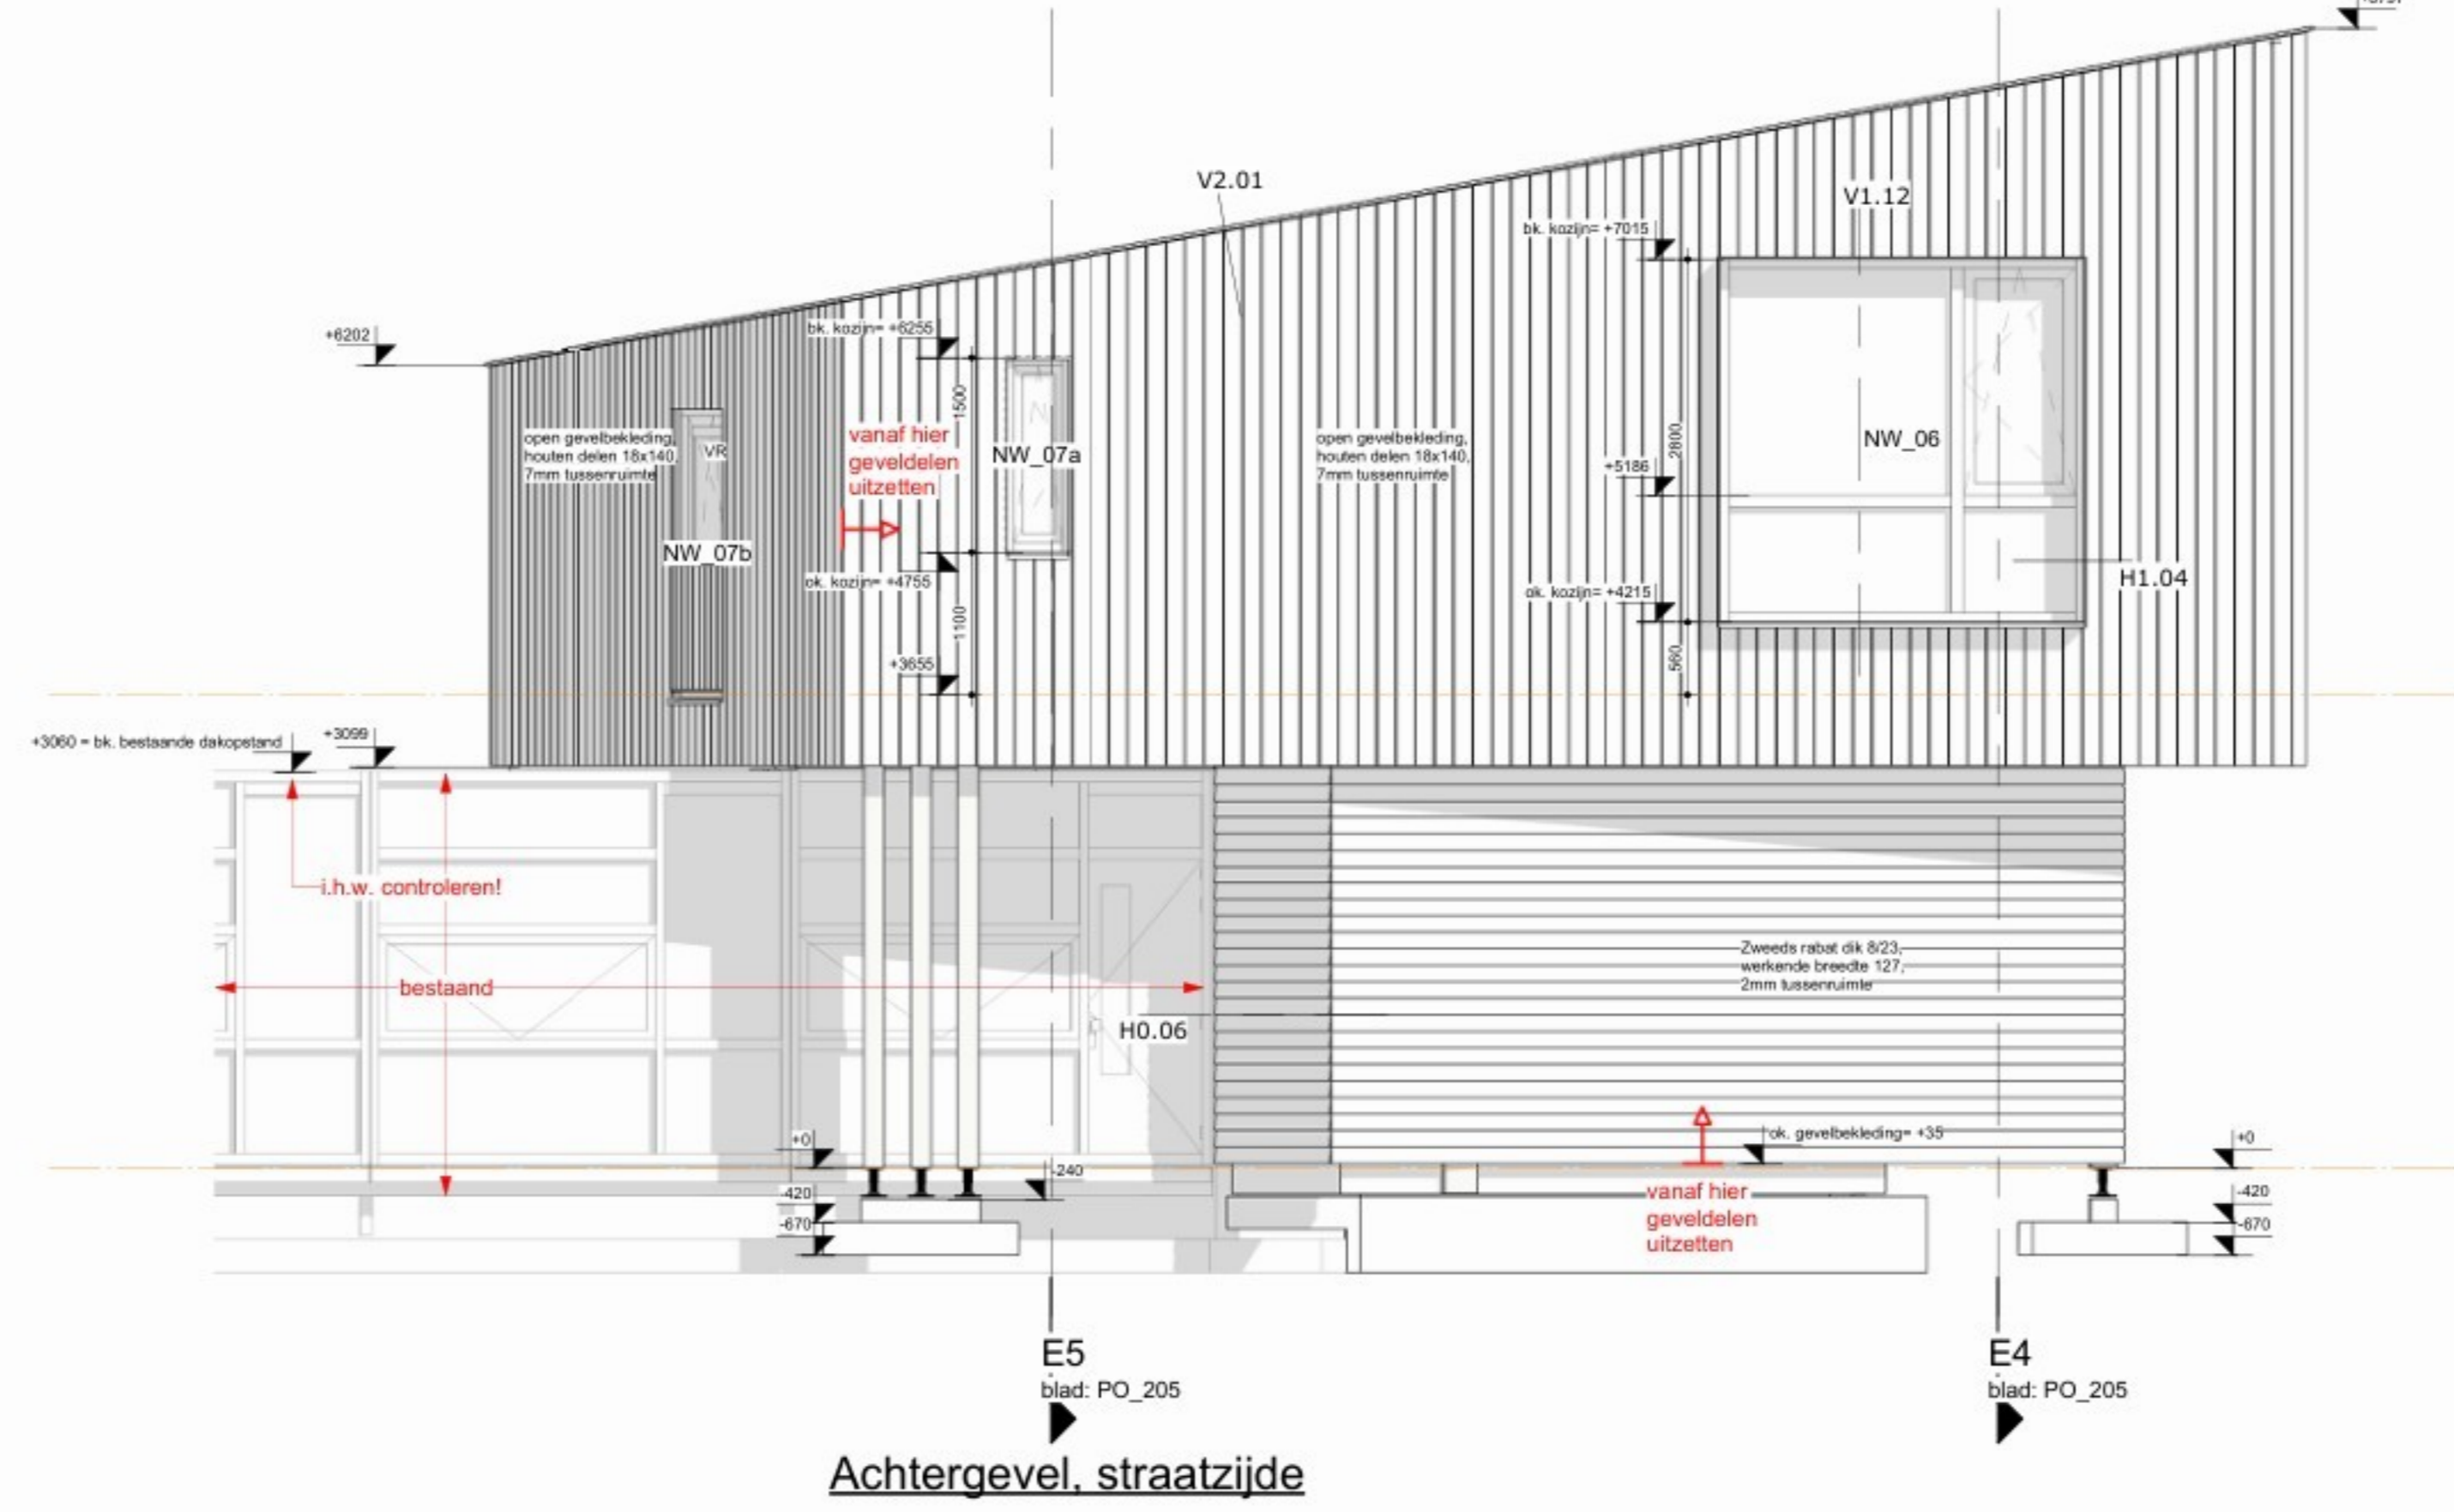 V2.01
V1.12
bk. kozijn= +7015
+6202
bk. kozijn= +6255
1500
open gevelbekleding,
houten delen 18x140,
7mm tussenruimte
VR
vanaf hier
geveldelen
uitzetten
NW_07a
open gevelbekleding,
houten delen 18x140,
7mm tussenruimte
2800
+5186
NW_06
NW_07b
ok. kozijn= +4755
1100
+3655
ok. kozijn= +4215
560
H1.04
+3060 = bk. bestaande dakopstand
+3099
i.h.w. controleren!
bestaand
H0.06
Zweeds rabat dik 8/23,
werkende breedte 127,
2mm tussenruimte
+0
-240
-420
-670
ok. gevelbekleding= +35
vanaf hier
geveldelen
uitzetten
+0
-420
-670
E5
blad: PO_205
E4
blad: PO_205
Achtergevel, straatzijde